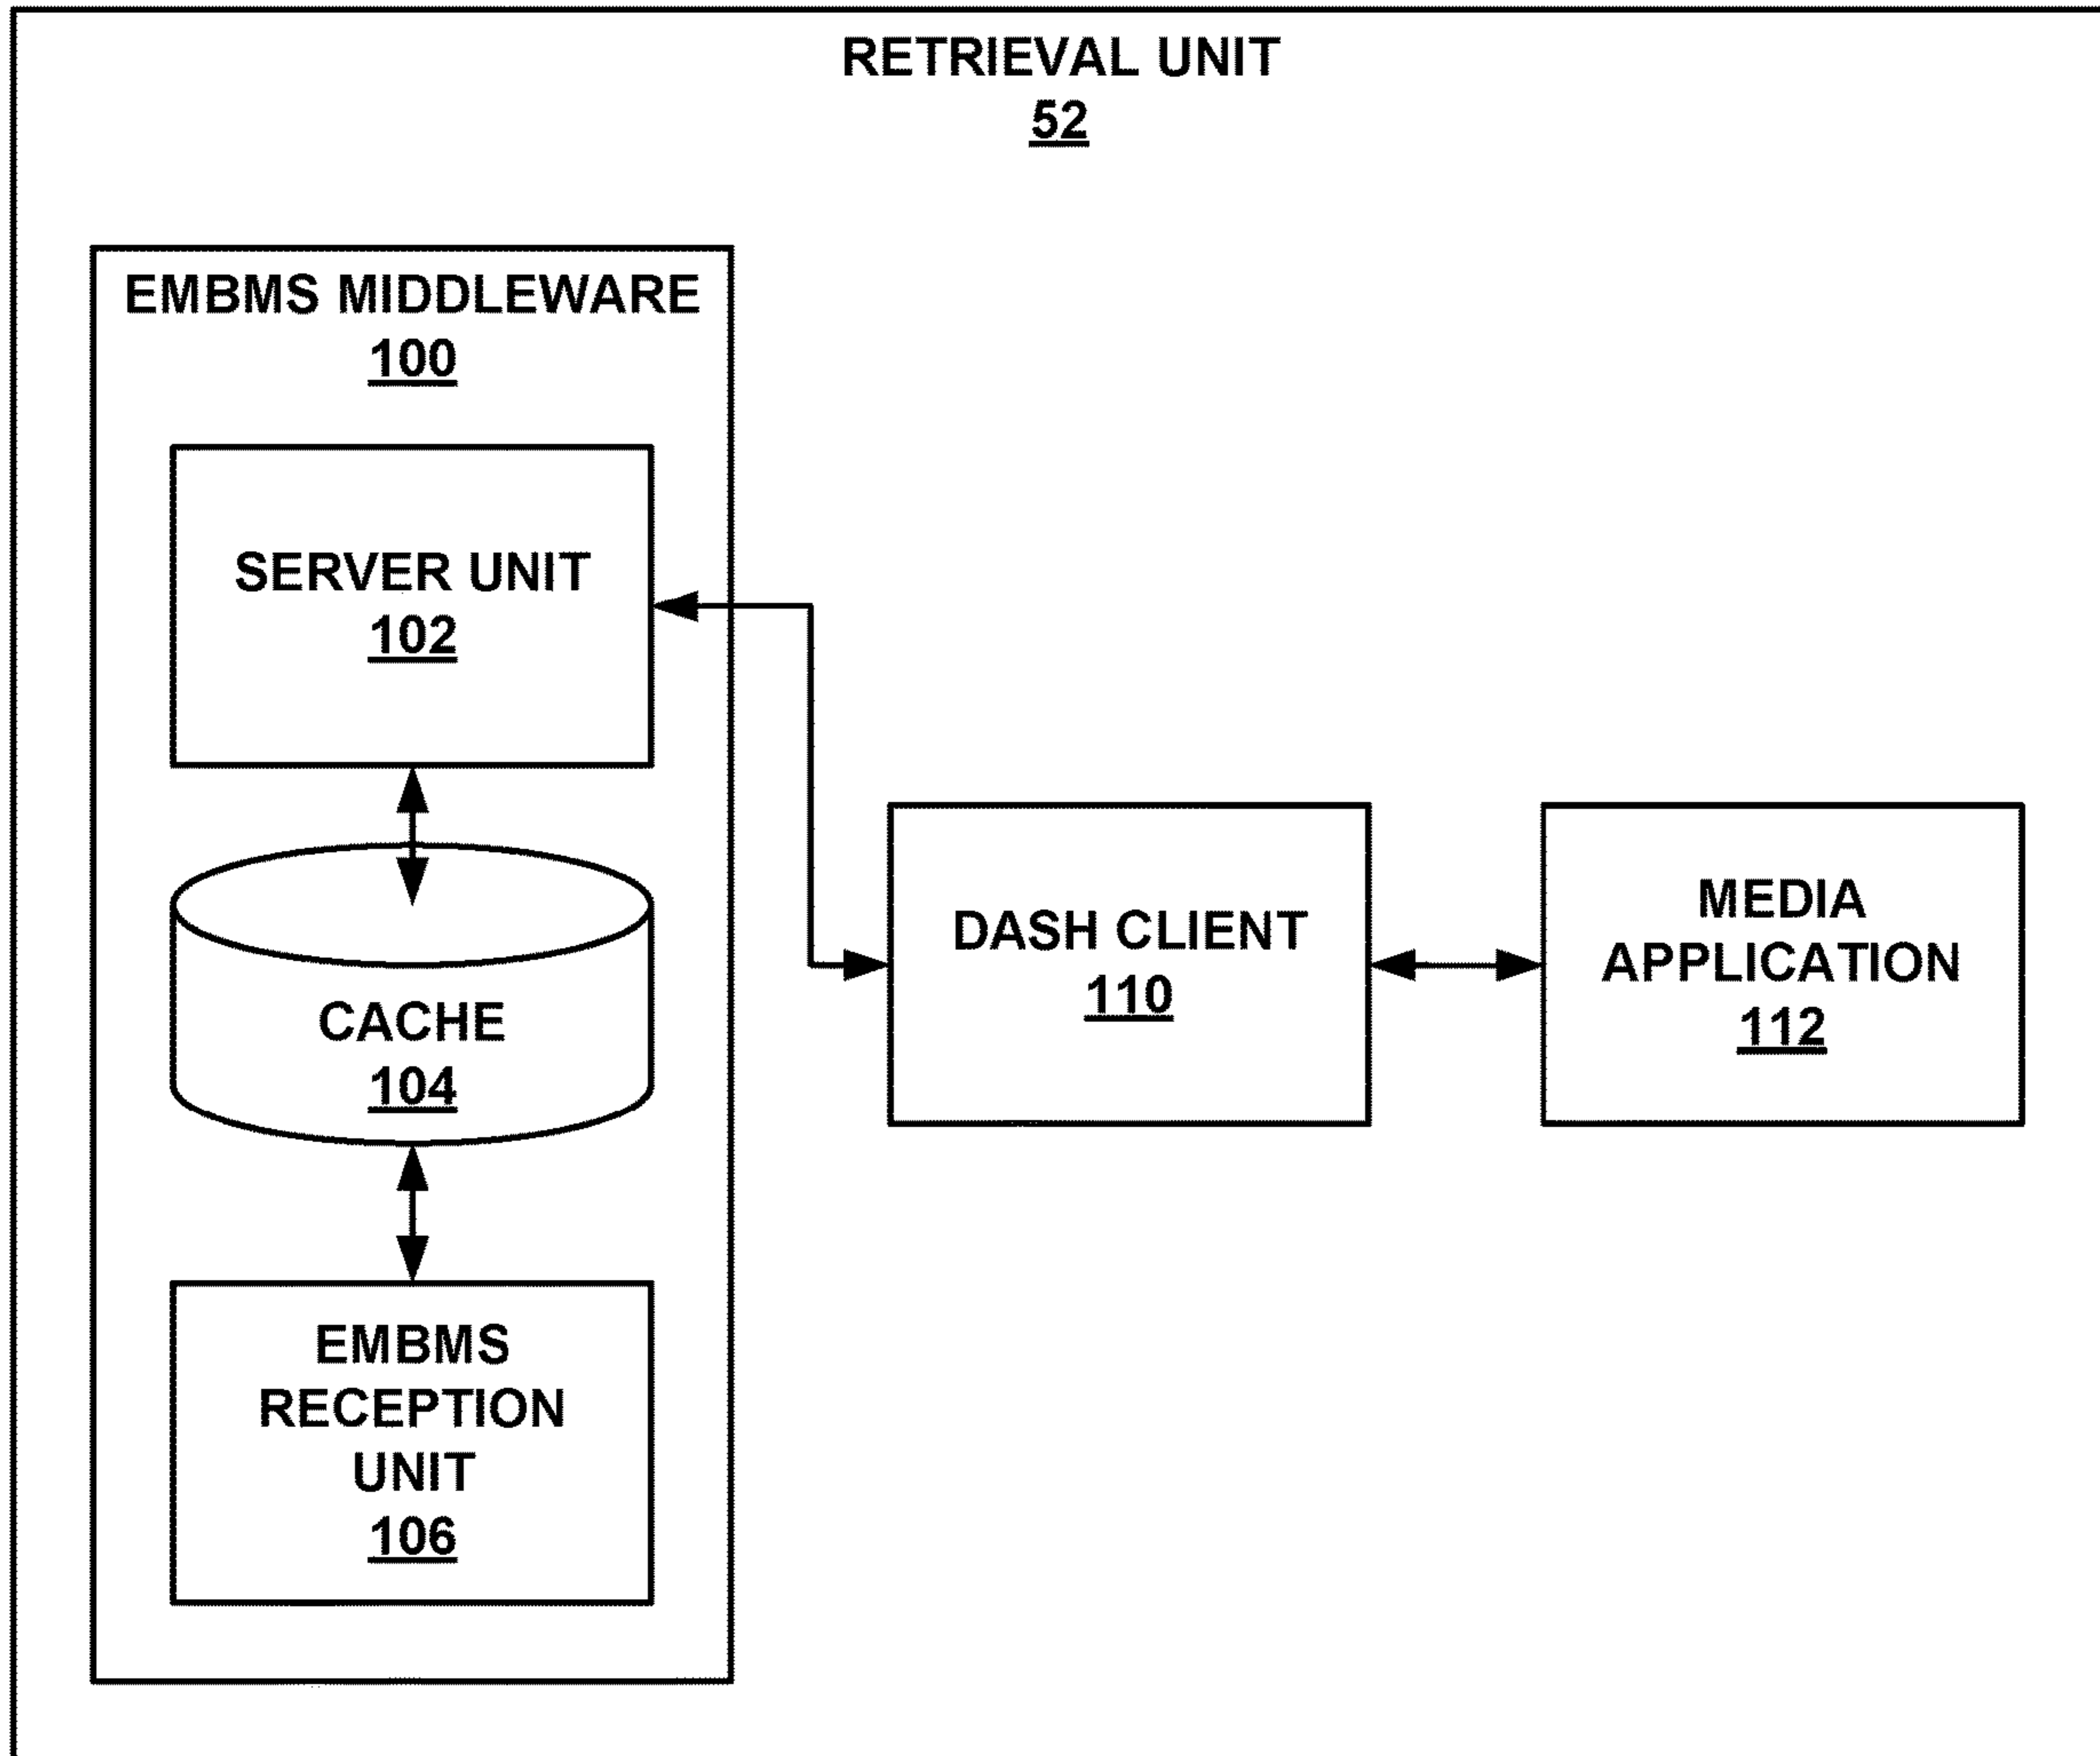 RETRIEVAL UNIT
52
EMBMS MIDDLEWARE
100
SERVER UNIT
102
CACHE
104
EMBMS
RECEPTION
UNIT
106
DASH CLIENT
110
MEDIA
APPLICATION
112